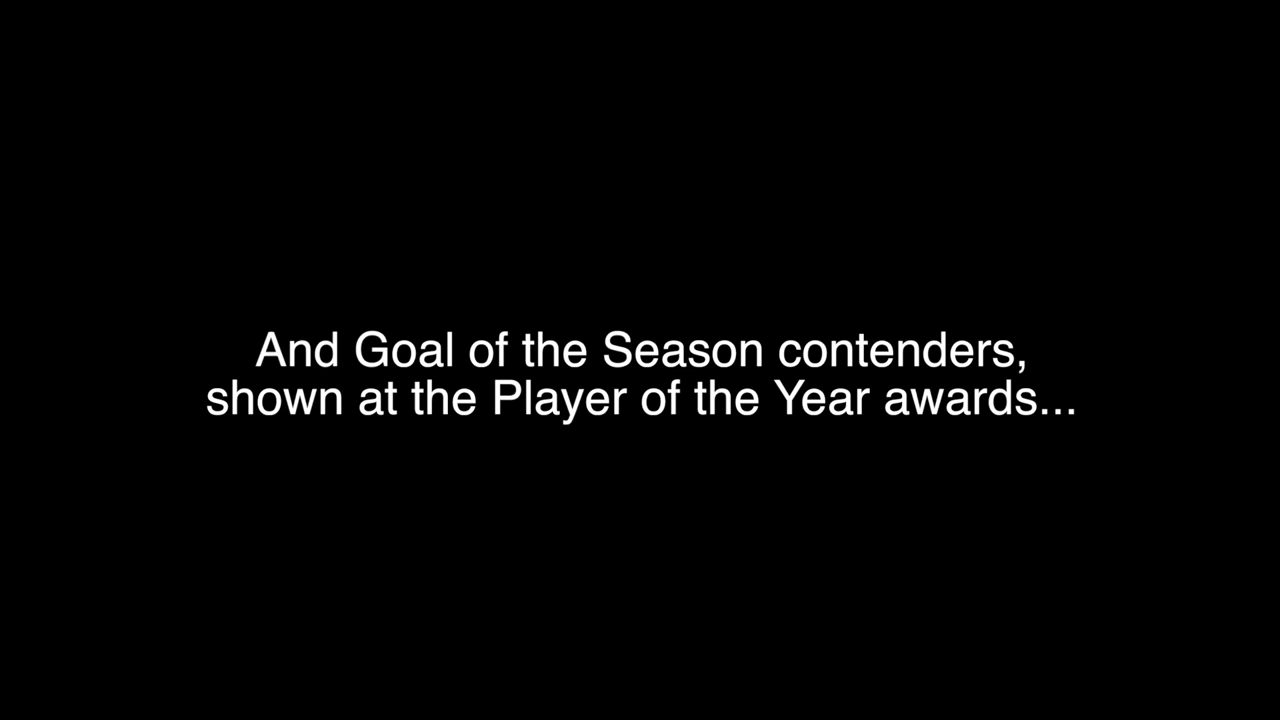 And Goal of the Season contenders,
shown at the Player of the Year awards...